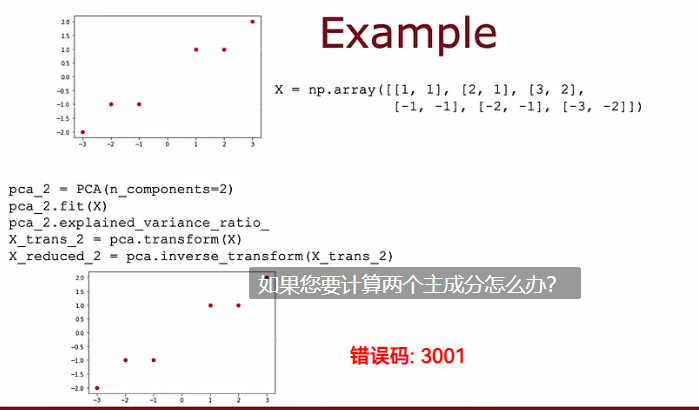 Example
2.0
1.5
1.0
0.5
0.0
-0.5
-1.0
-1.5
-2.0
-3 -2 -1 0 1 2 3
X = np.array([[1, 1], [2, 1], [3, 2],
[-1, -1], [-2, -1], [-3, -2]])
pca_2 = PCA(n_components=2)
pca_2.fit(X)
pca_2.explained_variance_ratio_
X_trans_2 = pca.transform(X)
X_reduced_2 = pca.inverse_transform(X_trans_2)
如果您要计算两个主成分怎么办?
2.0
1.5
1.0
0.5
0.0
-0.5
-1.0
-1.5
-2.0
-3 -2 -1 0 1 2 3
错误码: 3001